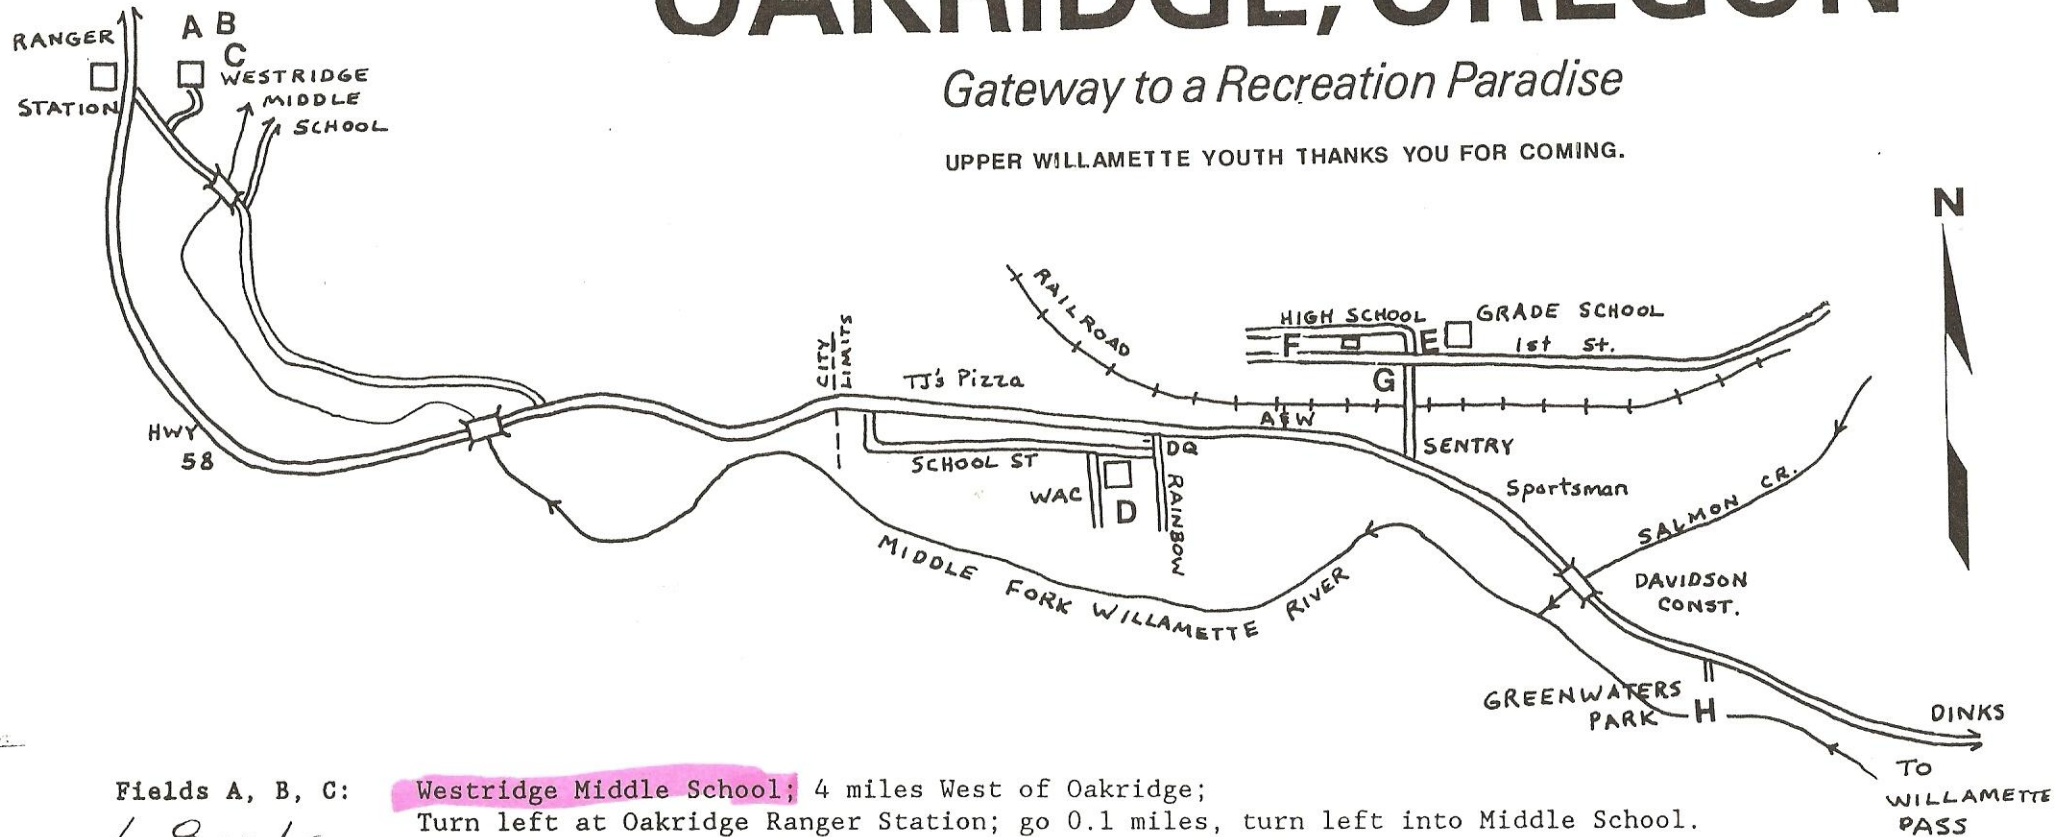 OAKRIDGE, OREGON
Gateway to a Recreation Paradise
UPPER WILLAMETTE YOUTH THANKS YOU FOR COMING.
RANGER
STATION
A B
C
WESTRIDGE
MIDDLE
SCHOOL
N
RAILROAD
HIGH SCHOOL
GRADE SCHOOL
F
E
1st St.
G
CITY
LIMITS
TJ's Pizza
A&W
HWY
58
SCHOOL ST
DQ
SENTRY
WAC
D
RAINBOW
Sportsman
SALMON CR.
MIDDLE FORK WILLAMETTE RIVER
DAVIDSON
CONST.
GREENWATERS
PARK
H
DINKS
TO
WILLAMETTE
PASS
Fields A, B, C: Westridge Middle School; 4 miles West of Oakridge;
Turn left at Oakridge Ranger Station; go 0.1 miles, turn left into Middle School.